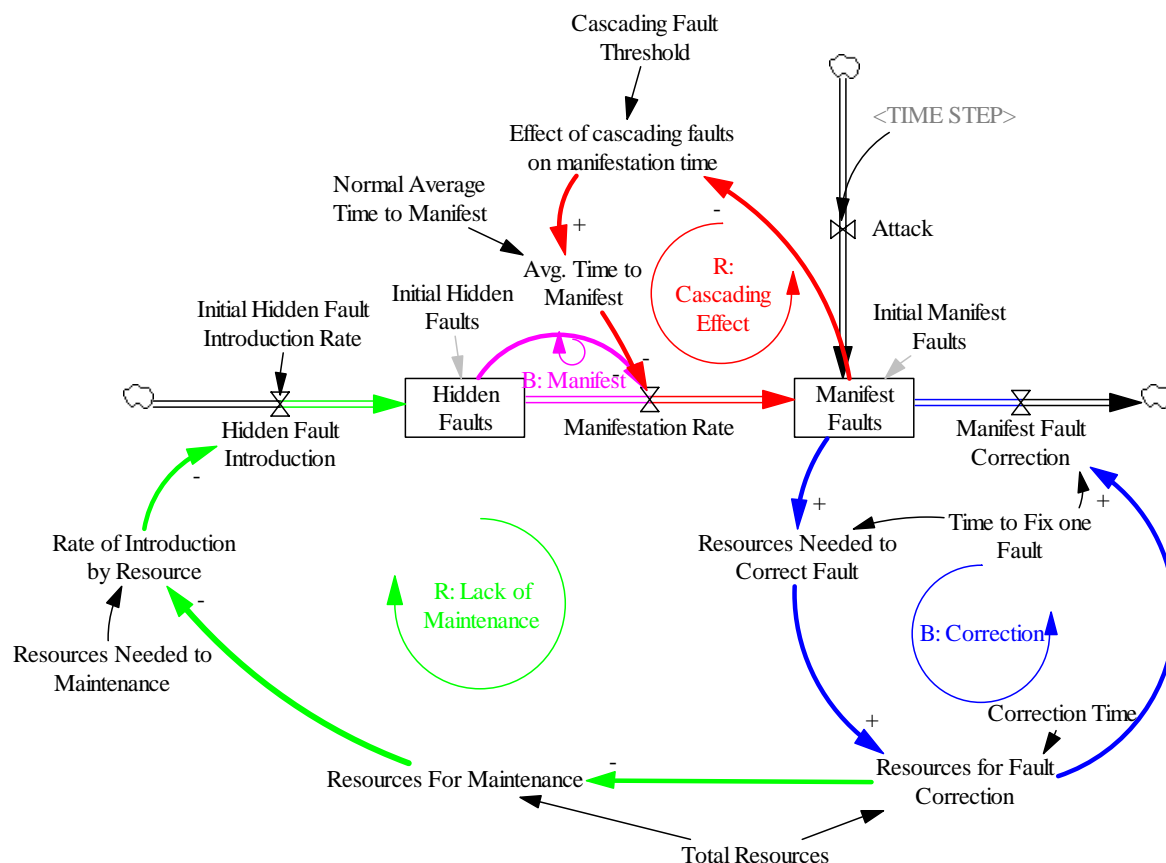 Cascading Fault
Threshold
<TIME STEP>
Effect of cascading faults
on manifestation time
Normal Average
Time to Manifest
-
+
Attack
R:
Cascading
Effect
Avg. Time to
Manifest
Initial Hidden
Faults
Initial Hidden Fault
Introduction Rate
Initial Manifest
Faults
-
-
B: Manifest
Hidden
Faults
Manifest
Faults
Hidden Fault
Introduction
Manifestation Rate
Manifest Fault
Correction
-
+
+
Rate of Introduction
by Resource
Resources Needed to
Correct Fault
Time to Fix one
Fault
-
R: Lack of
Maintenance
B: Correction
Resources Needed to
Maintenance
+
Correction Time
-
Resources For Maintenance
Resources for Fault
Correction
Total Resources